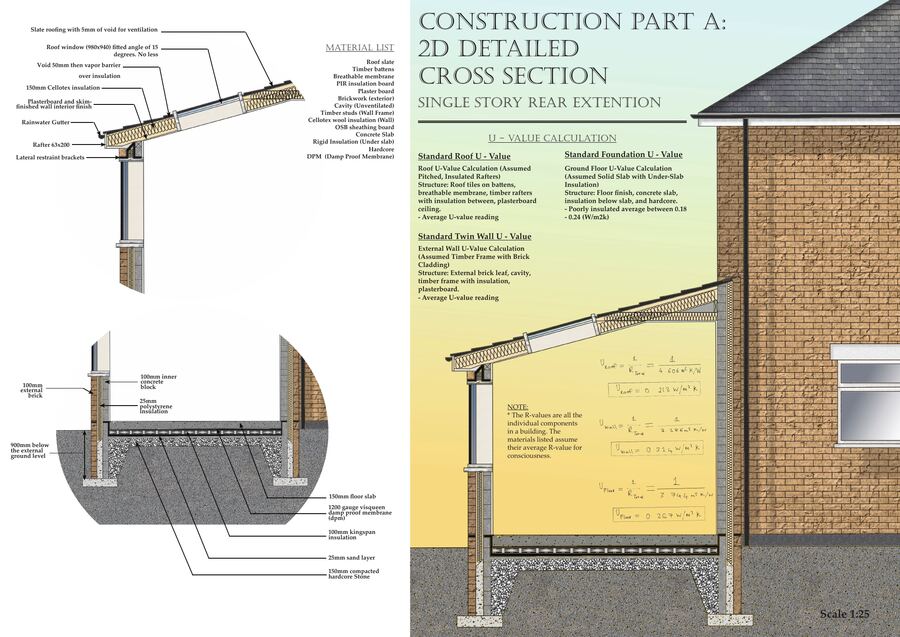 Slate roofing with 5mm of void for ventilation
Roof window (980x940) fitted angle of 15
degrees. No less
Void 50mm then vapor barrier
over insulation
150mm Cellotex insulation
Plasterboard and skim-
finished wall interior finish
Rainwater Gutter
Rafter 63x200
Lateral restraint brackets
MATERIAL LIST
Roof slate
Timber battens
Breathable membrane
PIR insulation board
Plaster board
Brickwork (exterior)
Cavity (Unventilated)
Timber studs (Wall Frame)
Cellotex wool insulation (Wall)
OSB sheathing board
Concrete Slab
Rigid Insulation (Under slab)
Hardcore
DPM (Damp Proof Membrane)
100mm
external
brick
100mm inner
concrete
block
25mm
polystyrene
insulation
900mm below
the external
ground level
150mm floor slab
1200 gauge visqueen
damp proof membrane
(dpm)
100mm kingspan
insulation
25mm sand layer
150mm compacted
hardcore Stone
CONSTRUCTION PART A:
2D DETAILED
CROSS SECTION
SINGLE STORY REAR EXTENTION
U - VALUE CALCULATION
Standard Roof U - Value
Roof U-Value Calculation (Assumed
Pitched, Insulated Rafters)
Structure: Roof tiles on battens,
breathable membrane, timber rafters
with insulation between, plasterboard
ceiling.
- Average U-value reading
Standard Foundation U - Value
Ground Floor U-Value Calculation
(Assumed Solid Slab with Under-Slab
Insulation)
Structure: Floor finish, concrete slab,
insulation below slab, and hardcore.
- Poorly insulated average between 0.18
- 0.24 (W/m2k)
Standard Twin Wall U - Value
External Wall U-Value Calculation
(Assumed Timber Frame with Brick
Cladding)
Structure: External brick leaf, cavity,
timber frame with insulation,
plasterboard.
- Average U-value reading
NOTE:
* The R-values are all the
individual components
in a building. The
materials listed assume
their average R-value for
consciousness.
Scale 1:25